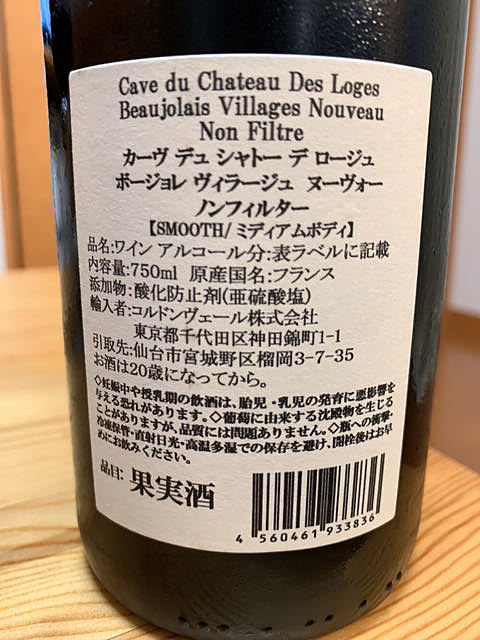 Cave du Chateau Des Loges
Beaujolais Villages Nouveau
Non Filtre
カーヴ デュ シャトー デ ロージュ
ボージョレ ヴィラージュ ヌーヴォー
ノンフィルター
【SMOOTH/ミディアムボディ】
品名:ワイン アルコール分:表ラベルに記載
内容量:750ml 原産国名:フランス
添加物:酸化防止剤(亜硫酸塩)
輸入者:コルドンヴェール株式会社
東京都千代田区神田錦町1-1
引取先:仙台市宮城野区榴岡3-7-35
お酒は20歳になってから。
◇妊娠中や授乳期の飲酒は、胎児・乳児の発育に悪影響を
与える恐れがあります。◇葡萄に由来する沈殿物を生じる
ことがありますが、品質には問題ありません。◇瓶への衝撃・
冷凍保管・直射日光・高温多湿での保存を避け、開栓後はお早
めにお飲みください。
品目: 果実酒
4 560461 933836